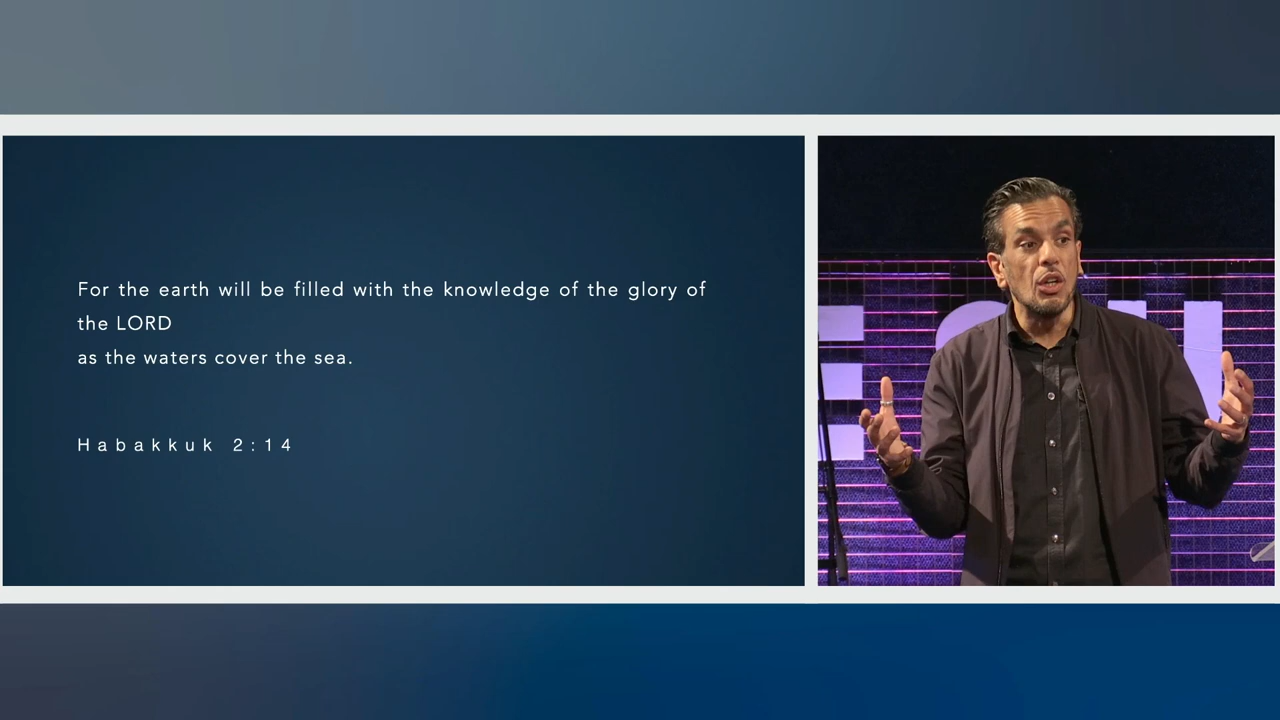 For the earth will be filled with the knowledge of the glory of
the LORD
as the waters cover the sea.
Habakkuk 2:14